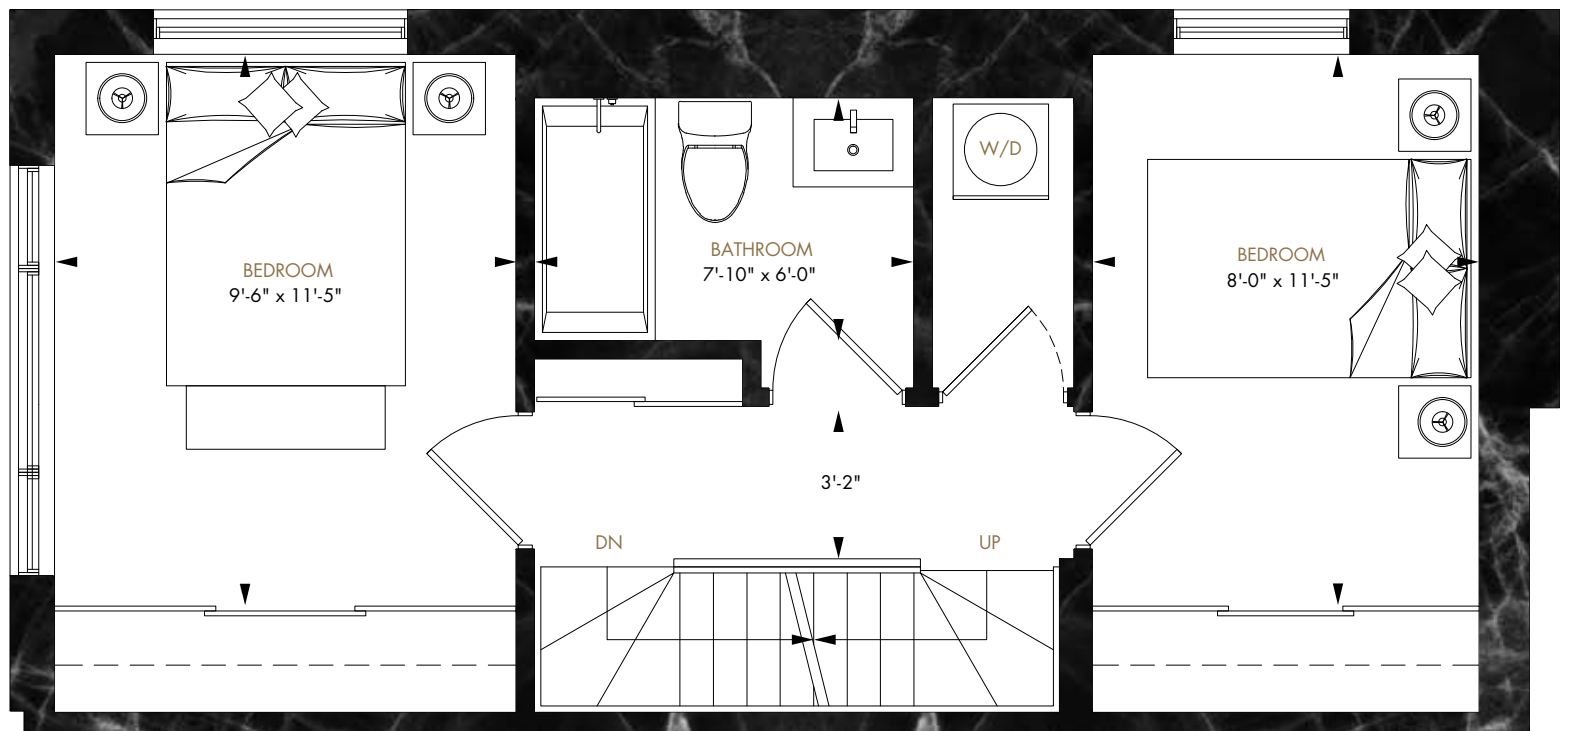 BEDROOM
9'-6" x 11'-5"
BATHROOM
7'-10" x 6'-0"
W/D
BEDROOM
8'-0" x 11'-5"
3'-2"
DN
UP